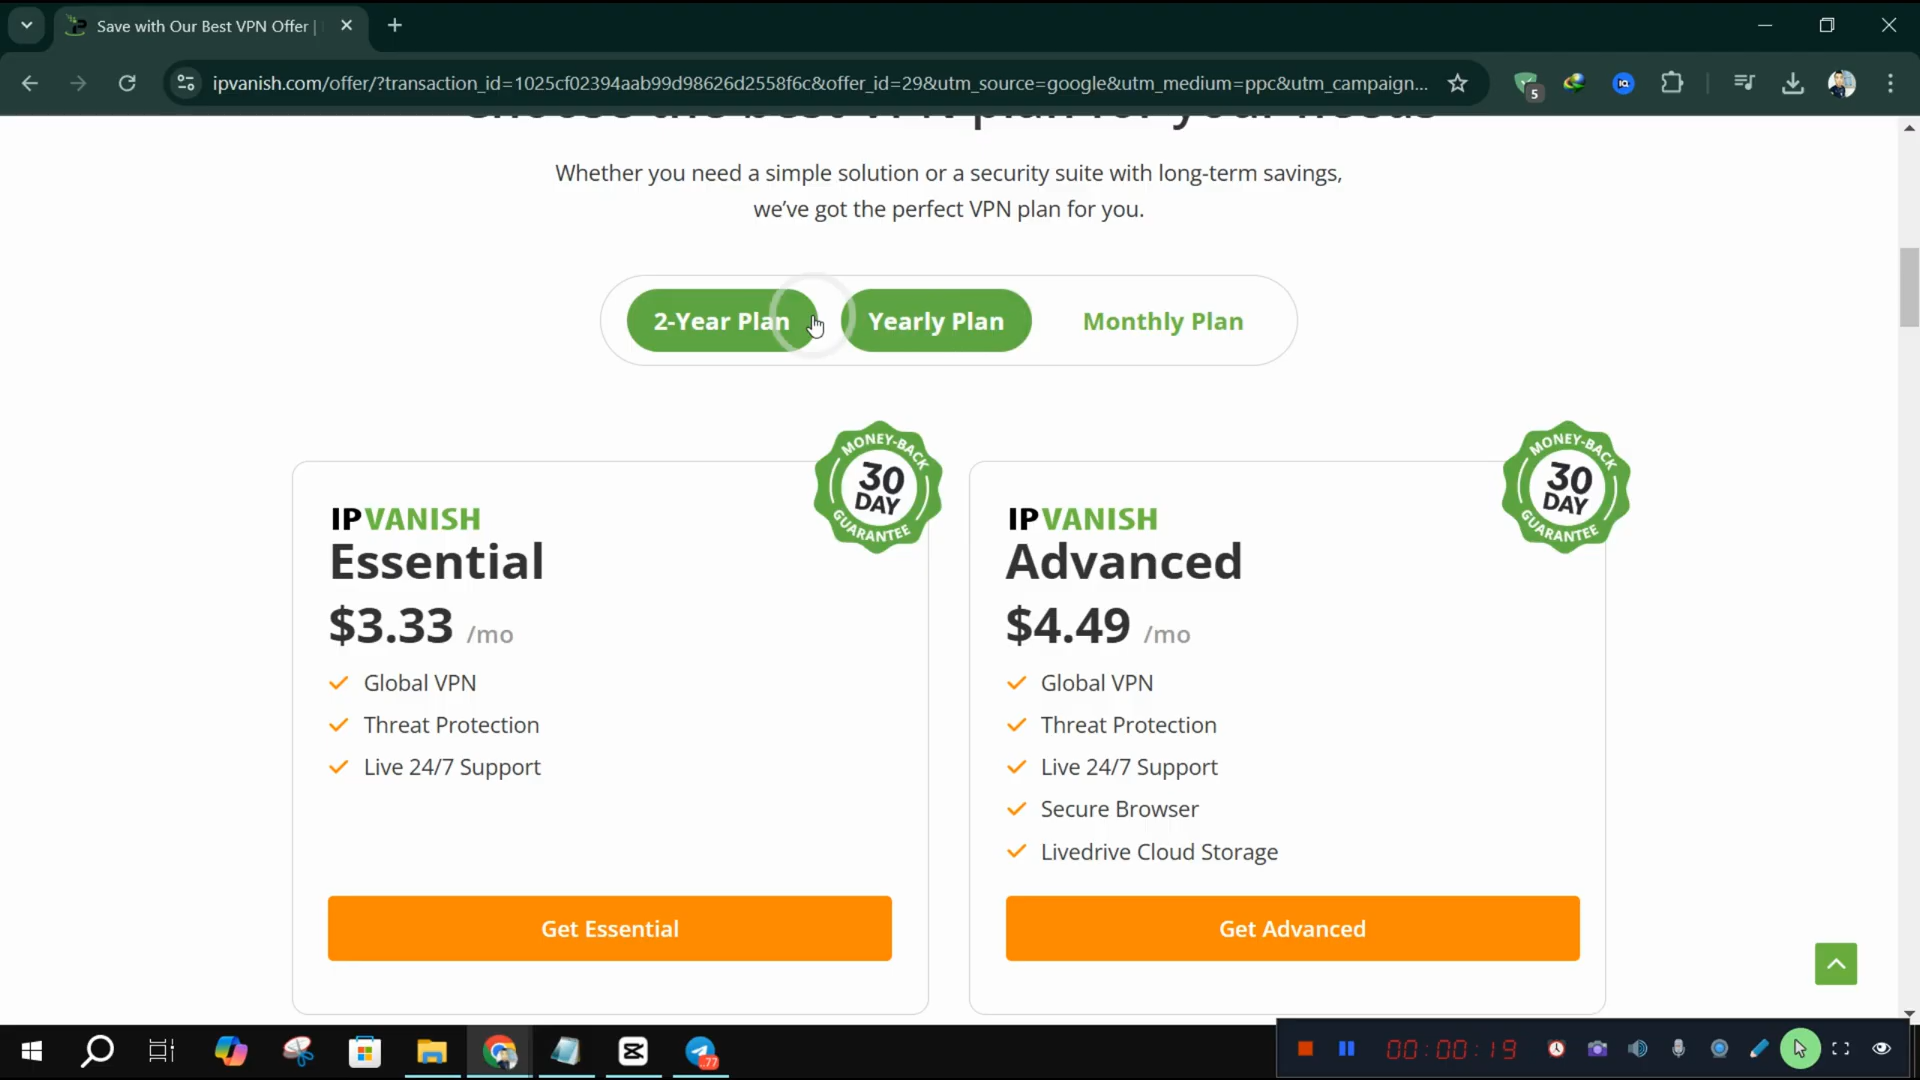 Save with Our Best VPN Offer |
ipvanish.com/offer/?transaction_id=1025cf02394aab99d98626d2558f6c&offer_id=29&utm_source=google&utm_medium=ppc&utm_campaign...
5
IQ
Choose the best VPN plan for your needs
Whether you need a simple solution or a security suite with long-term savings,
we've got the perfect VPN plan for you.
2-Year Plan
Yearly Plan
Monthly Plan
MONEY-BACK
30
DAY
GUARANTEE
IPVANISH
Essential
$3.33 /mo
Global VPN
Threat Protection
Live 24/7 Support
Get Essential
MONEY-BACK
30
DAY
GUARANTEE
IPVANISH
Advanced
$4.49 /mo
Global VPN
Threat Protection
Live 24/7 Support
Secure Browser
Livedrive Cloud Storage
Get Advanced
77
00:00:19